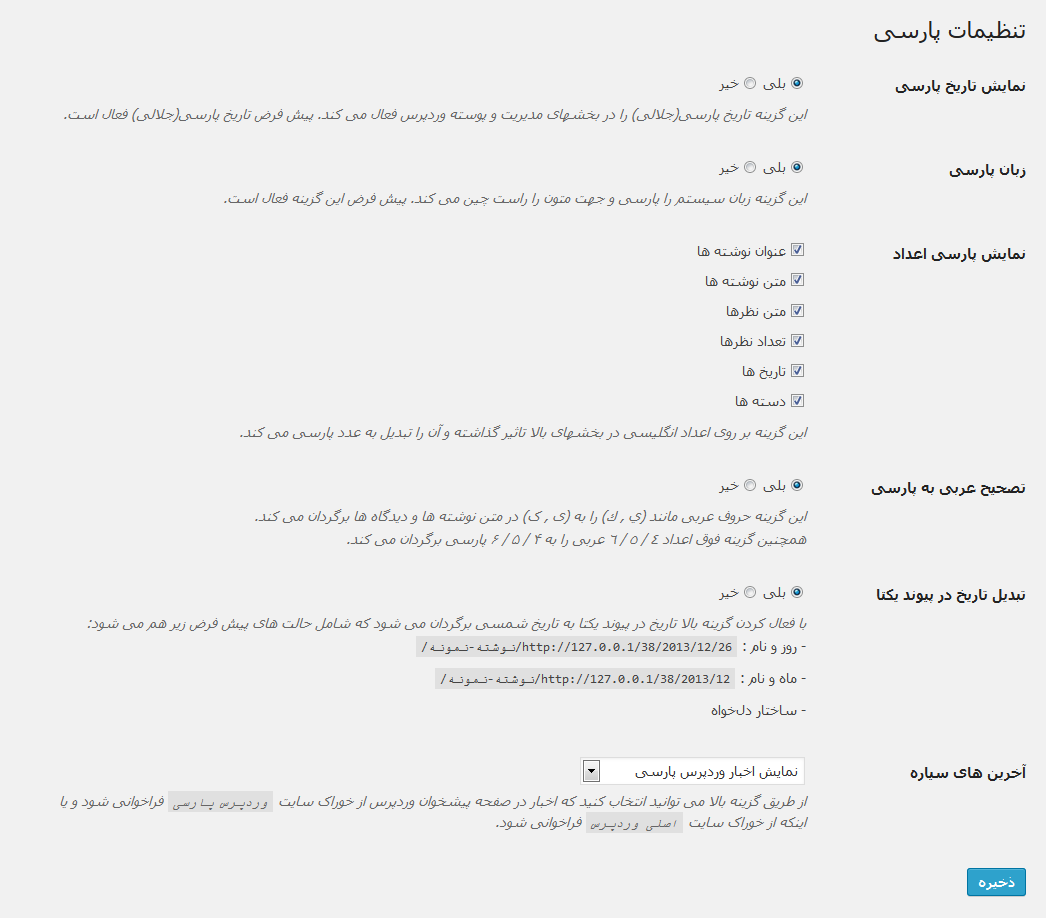 تنظیمات پارسی
نمایش تاریخ پارسی
بلی خیر
این گزینه تاریخ پارسی(جلالی) را در بخشهای مدیریت و پوسته وردپرس فعال می کند. پیش فرض تاریخ پارسی(جلالی) فعال است.
زبان پارسی
بلی خیر
این گزینه زبان سیستم را پارسی و جهت متون را راست چین می کند. پیش فرض این گزینه فعال است.
نمایش پارسی اعداد
عنوان نوشته ها
متن نوشته ها
متن نظرها
تعداد نظرها
تاریخ ها
دسته ها
این گزینه بر روی اعداد انگلیسی در بخشهای بالا تاثیر گذاشته و آن را تبدیل به عدد پارسی می کند.
تصحیح عربی به پارسی
بلی خیر
این گزینه حروف عربی مانند (ي , ك) را به (ی , ک) در متن نوشته ها و دیدگاه ها برگردان می کند.
همچنین گزینه فوق اعداد ٤ / ٥ / ٦ عربی را به ۴ / ۵ / ۶ پارسی برگردان می کند.
تبدیل تاریخ در پیوند یکتا
بلی خیر
با فعال کردن گزینه بالا تاریخ در پیوند یکتا به تاریخ شمسی برگردان می شود که شامل حالت های پیش فرض زیر هم می شود:
- روز و نام : http://127.0.0.1/38/2013/12/26/نوشته-نمونه/
- ماه و نام : http://127.0.0.1/38/2013/12/نوشته-نمونه/
- ساختار دلخواه
آخرین های سیاره
نمایش اخبار وردپرس پارسی
از طریق گزینه بالا می توانید انتخاب کنید که اخبار در صفحه پیشخوان وردپرس از خوراک سایت وردپرس پارسی فراخوانی شود و یا
اینکه از خوراک سایت اصلی وردپرس فراخوانی شود.
ذخیره